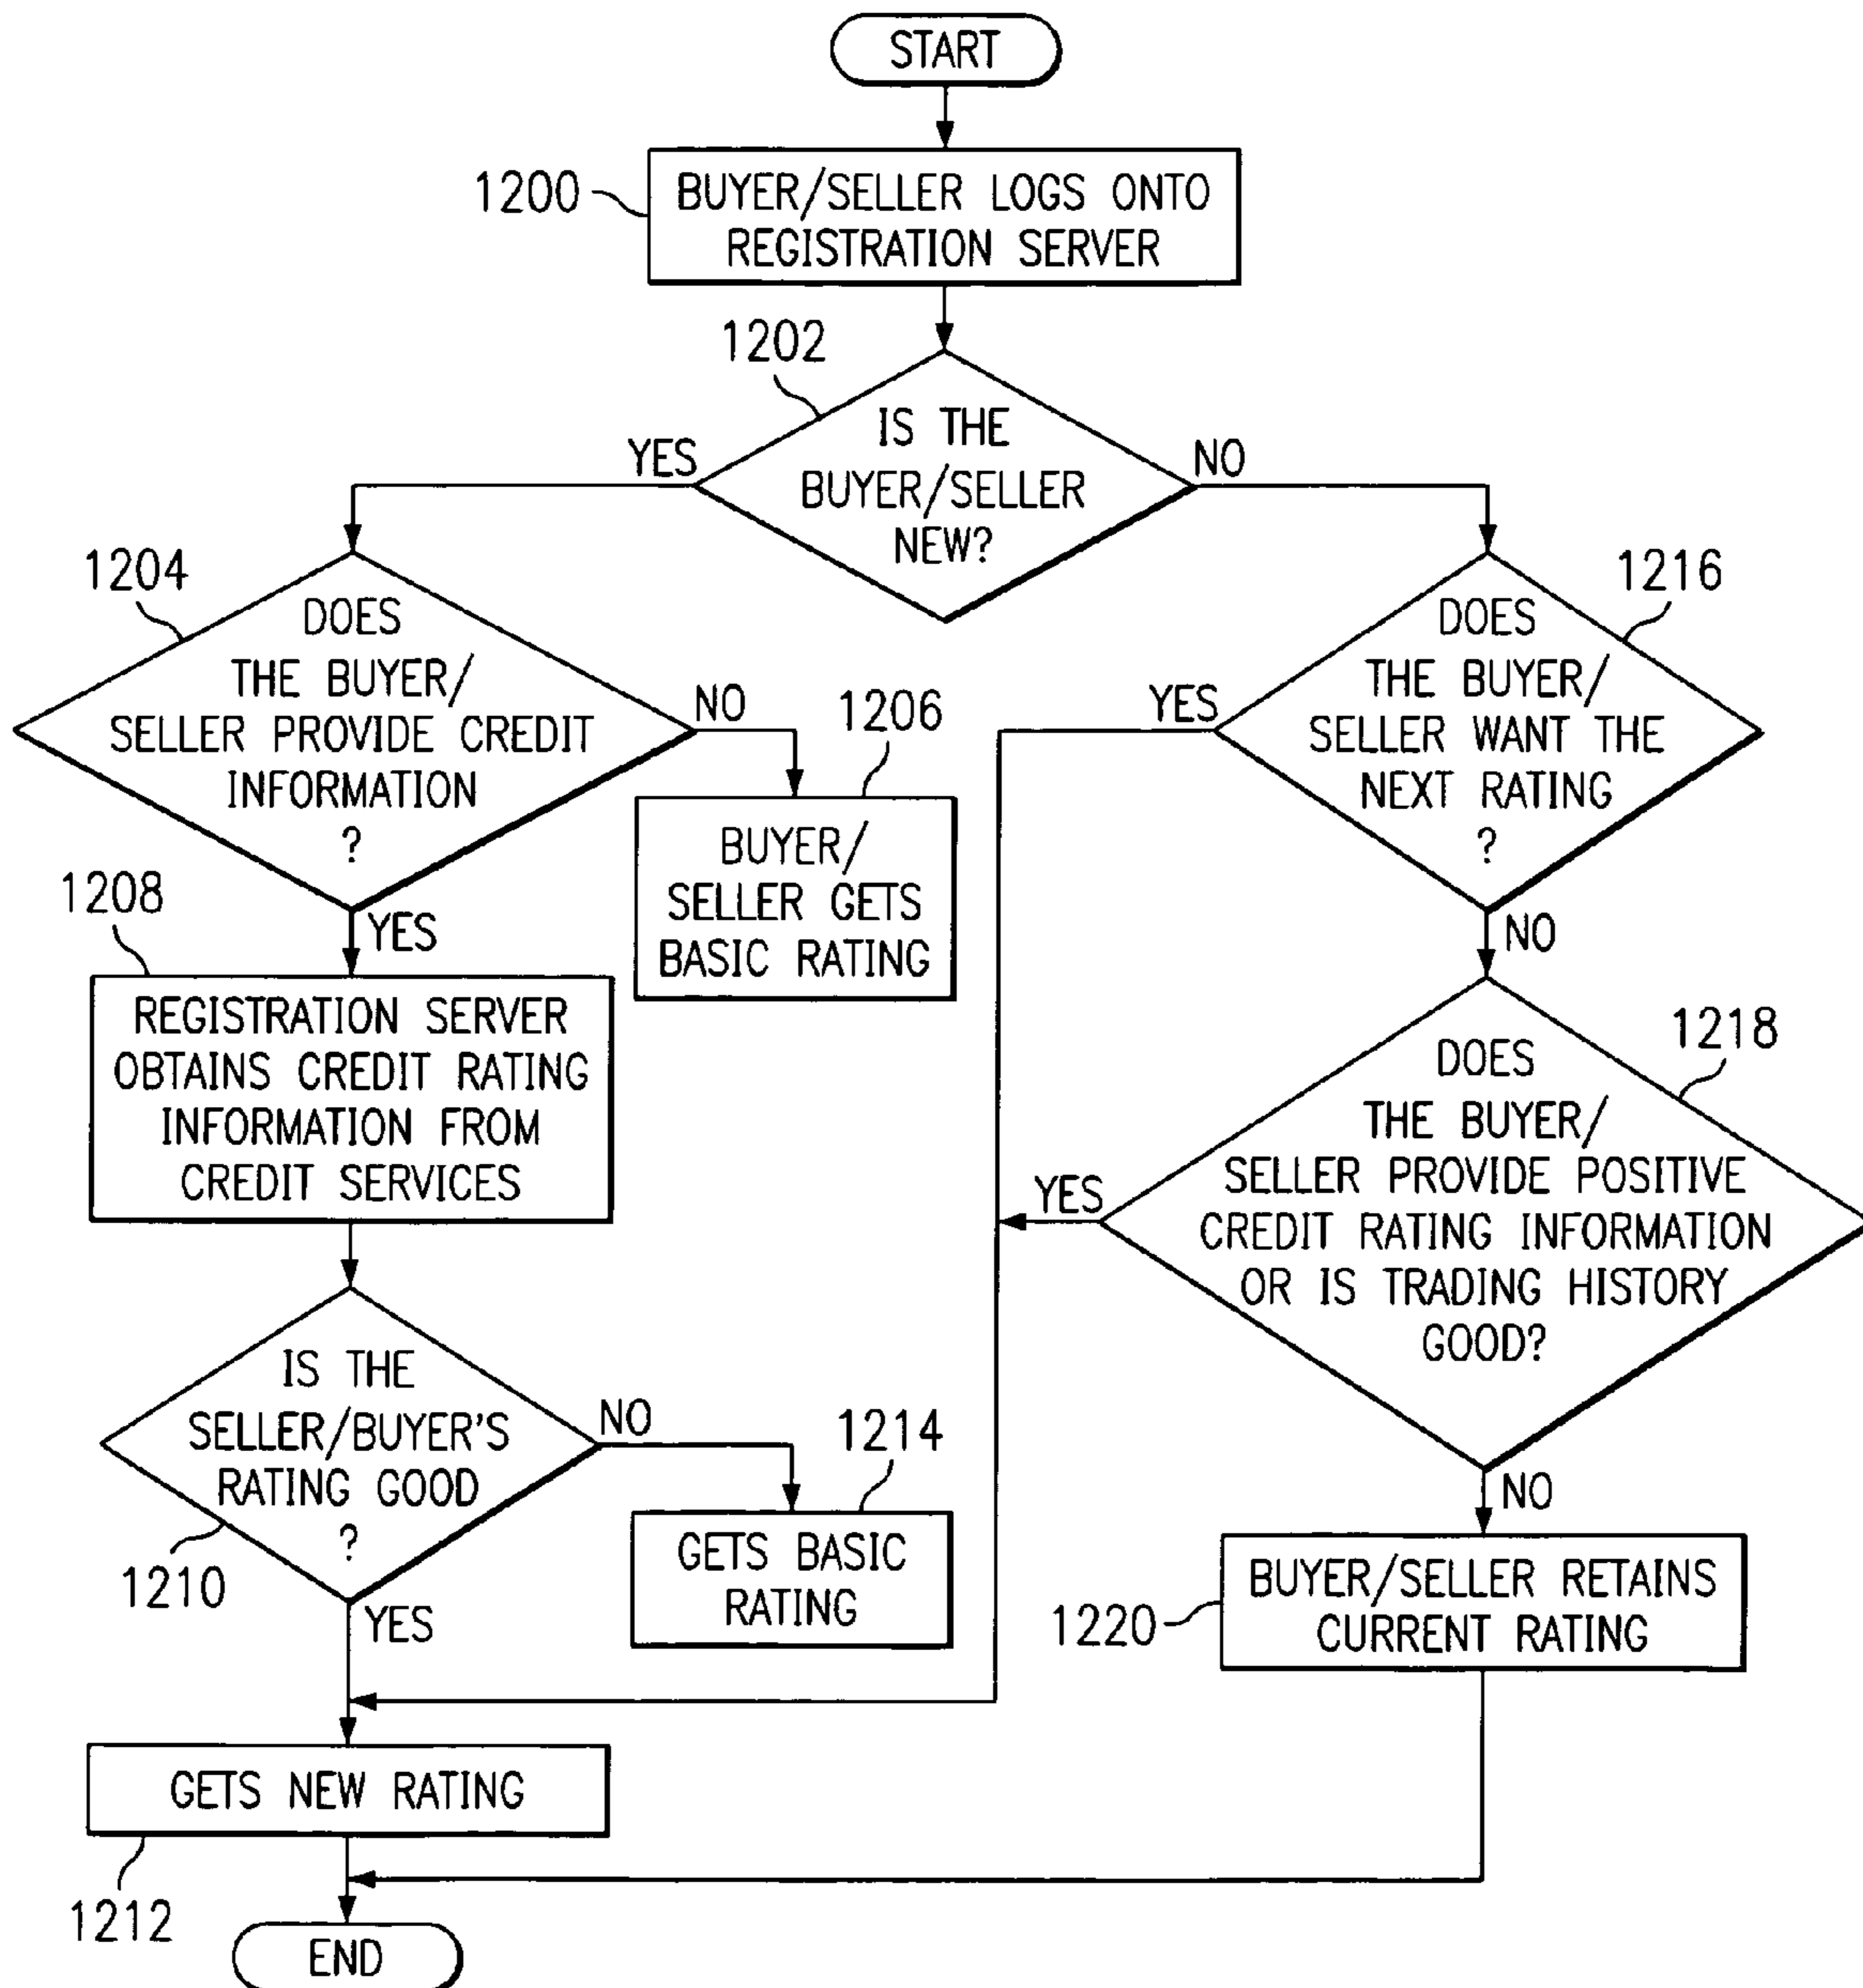 START
1200
BUYER/SELLER LOGS ONTO
REGISTRATION SERVER
1202
IS THE
BUYER/SELLER
NEW?
YES
NO
1204
DOES
THE BUYER/
SELLER PROVIDE CREDIT
INFORMATION
?
NO
YES
1206
BUYER/
SELLER GETS
BASIC RATING
1208
REGISTRATION SERVER
OBTAINS CREDIT RATING
INFORMATION FROM
CREDIT SERVICES
IS THE
SELLER/BUYER'S
RATING GOOD
?
1210
NO
YES
1214
GETS BASIC
RATING
1216
DOES
THE BUYER/
SELLER WANT THE
NEXT RATING
?
YES
NO
1218
DOES
THE BUYER/
SELLER PROVIDE POSITIVE
CREDIT RATING INFORMATION
OR IS TRADING HISTORY
GOOD?
YES
NO
1220
BUYER/SELLER RETAINS
CURRENT RATING
GETS NEW RATING
1212
END